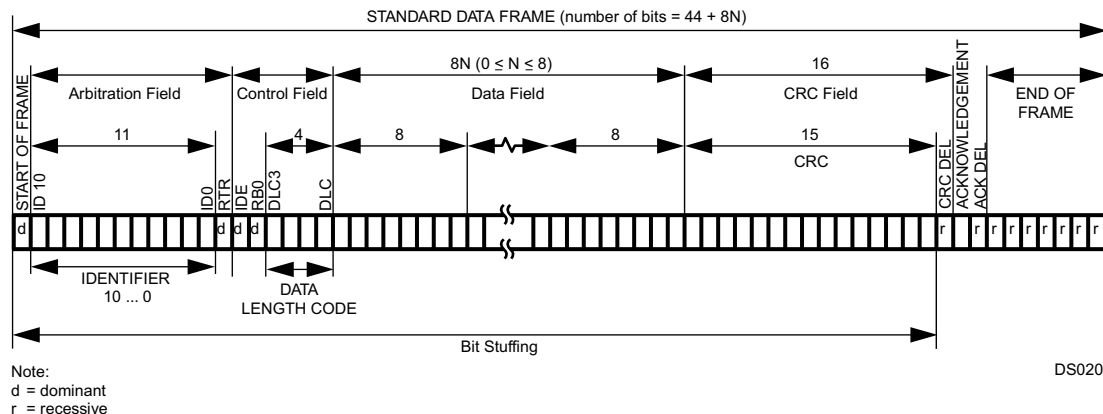 STANDARD DATA FRAME (number of bits = 44 + 8N)
START OF FRAME
Arbitration Field
Control Field
8N (0 ≤ N ≤ 8)
Data Field
16
CRC Field
ACKNOWLEDGEMENT
END OF
FRAME
11
4
8
8
15
CRC
ID 10
ID0
RTR
IDE
RB0
DLC3
DLC
CRC DEL
ACK DEL
d d d d r r r r r r r r r
IDENTIFIER
10 ... 0
DATA
LENGTH CODE
Bit Stuffing
Note:
d = dominant
r = recessive
DS020